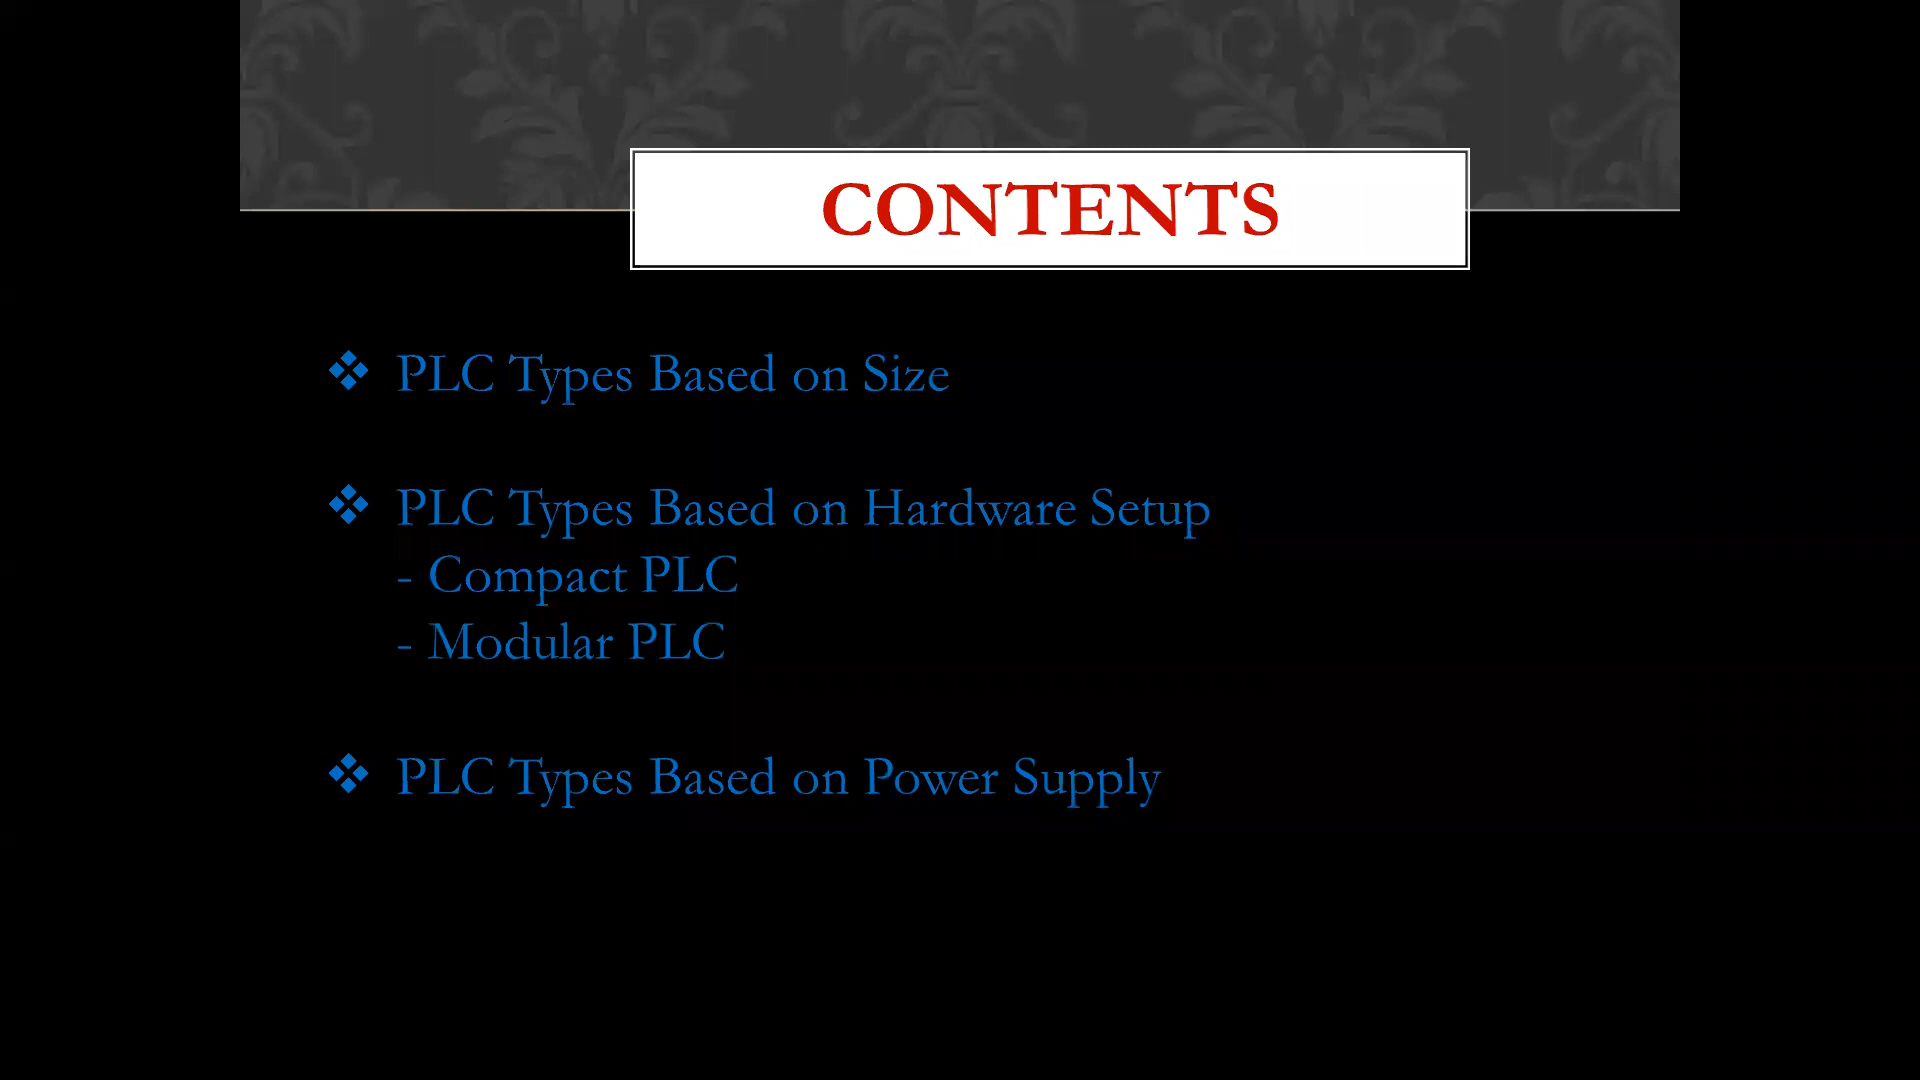 CONTENTS
❖ PLC Types Based on Size
❖ PLC Types Based on Hardware Setup
- Compact PLC
- Modular PLC
❖ PLC Types Based on Power Supply